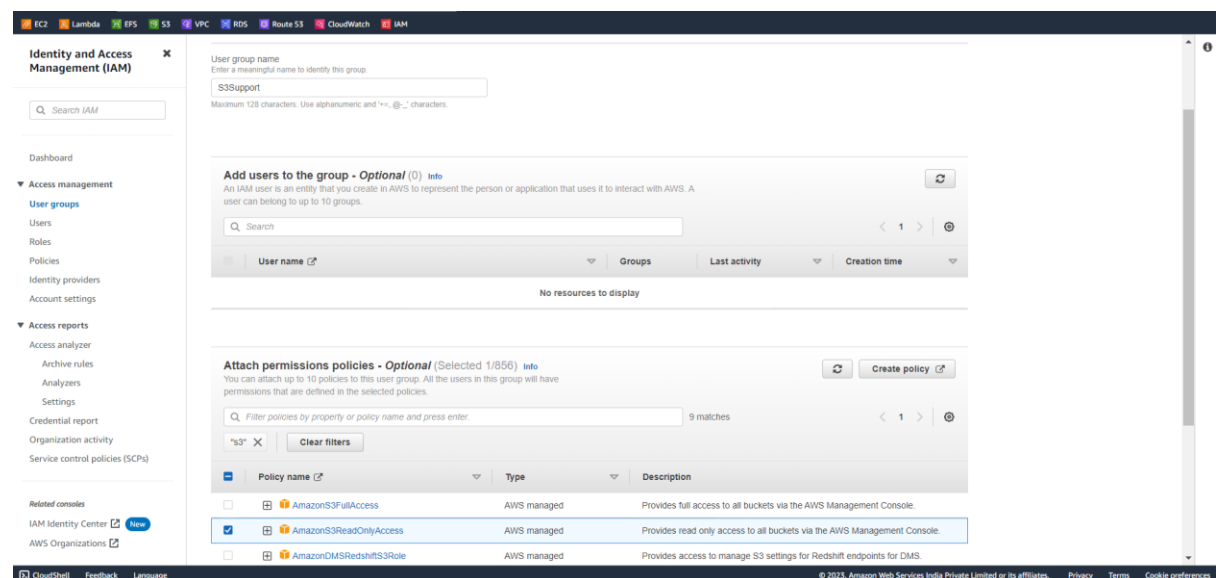 EC2 Lambda EFS S3 VPC RDS Route 53 CloudWatch IAM
Identity and Access
Management (IAM)
Search IAM
Dashboard
Access management
User groups
Users
Roles
Policies
Identity providers
Account settings
Access reports
Access analyzer
Archive rules
Analyzers
Settings
Credential report
Organization activity
Service control policies (SCPs)
Related consoles
IAM Identity Center New
AWS Organizations
User group name
Enter a meaningful name to identify this group.
S3Support
Maximum 128 characters. Use alphanumeric and '+=,.@-_' characters.
Add users to the group - Optional (0) Info
An IAM user is an entity that you create in AWS to represent the person or application that uses it to interact with AWS. A
user can belong to up to 10 groups.
Search
1
User name Groups Last activity Creation time
No resources to display
Attach permissions policies - Optional (Selected 1/856) Info
You can attach up to 10 policies to this user group. All the users in this group will have
permissions that are defined in the selected policies.
Create policy
Filter policies by property or policy name and press enter.
9 matches
1
"s3" Clear filters
Policy name Type Description
AmazonS3FullAccess AWS managed Provides full access to all buckets via the AWS Management Console.
AmazonS3ReadOnlyAccess AWS managed Provides read only access to all buckets via the AWS Management Console.
AmazonDMSRedshiftS3Role AWS managed Provides access to manage S3 settings for Redshift endpoints for DMS.
CloudShell Feedback Language © 2023, Amazon Web Services India Private Limited or its affiliates. Privacy Terms Cookie preferences